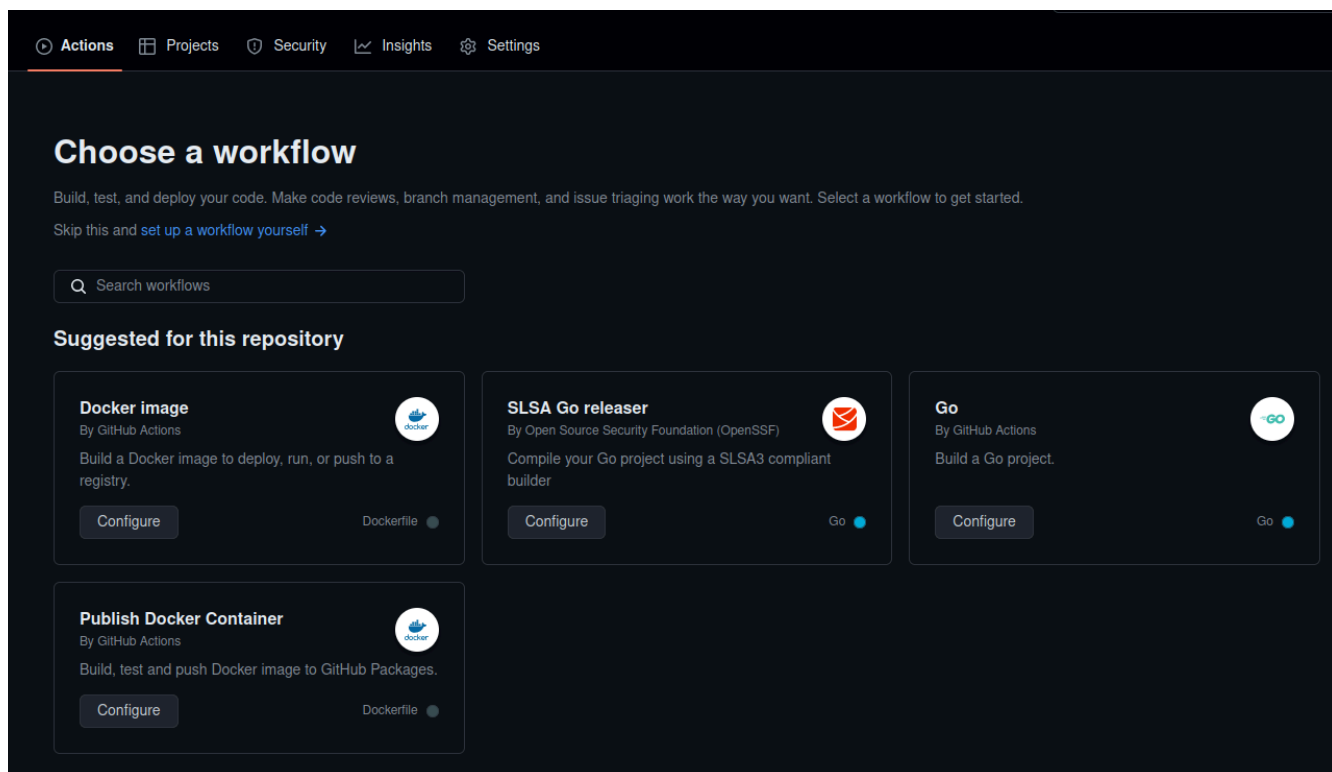 Actions Projects Security Insights Settings
Choose a workflow
Build, test, and deploy your code. Make code reviews, branch management, and issue triaging work the way you want. Select a workflow to get started.
Skip this and set up a workflow yourself →
Search workflows
Suggested for this repository
Docker image
By GitHub Actions
Build a Docker image to deploy, run, or push to a
registry.
Configure
Dockerfile
docker
SLSA Go releaser
By Open Source Security Foundation (OpenSSF)
Compile your Go project using a SLSA3 compliant
builder
Configure
Go
Go
By GitHub Actions
Build a Go project.
Configure
Go
GO
Publish Docker Container
By GitHub Actions
Build, test and push Docker image to GitHub Packages.
Configure
Dockerfile
docker